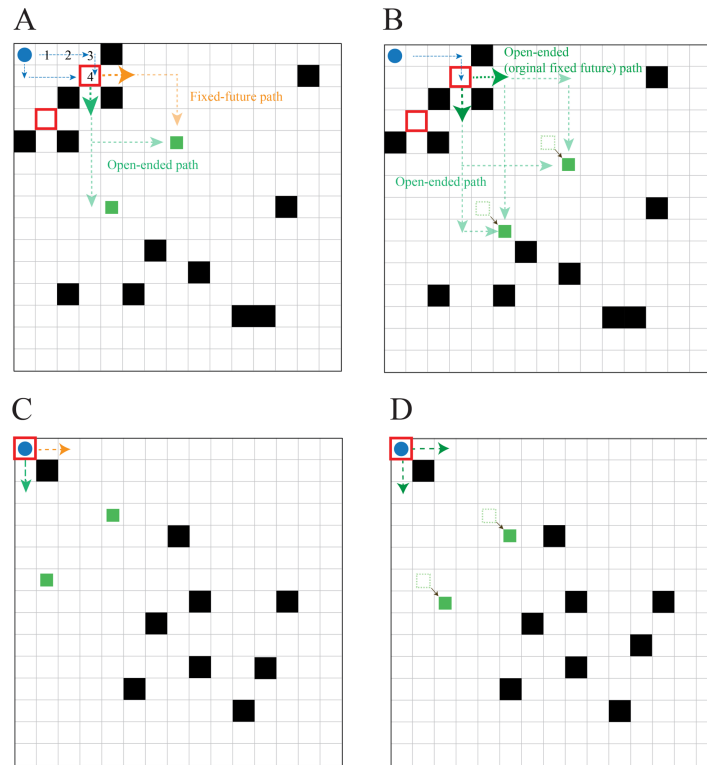 A
B
1 2 3
4
Fixed-future path
Open-ended path
Open-ended
(orginal fixed future) path
Open-ended path
C
D